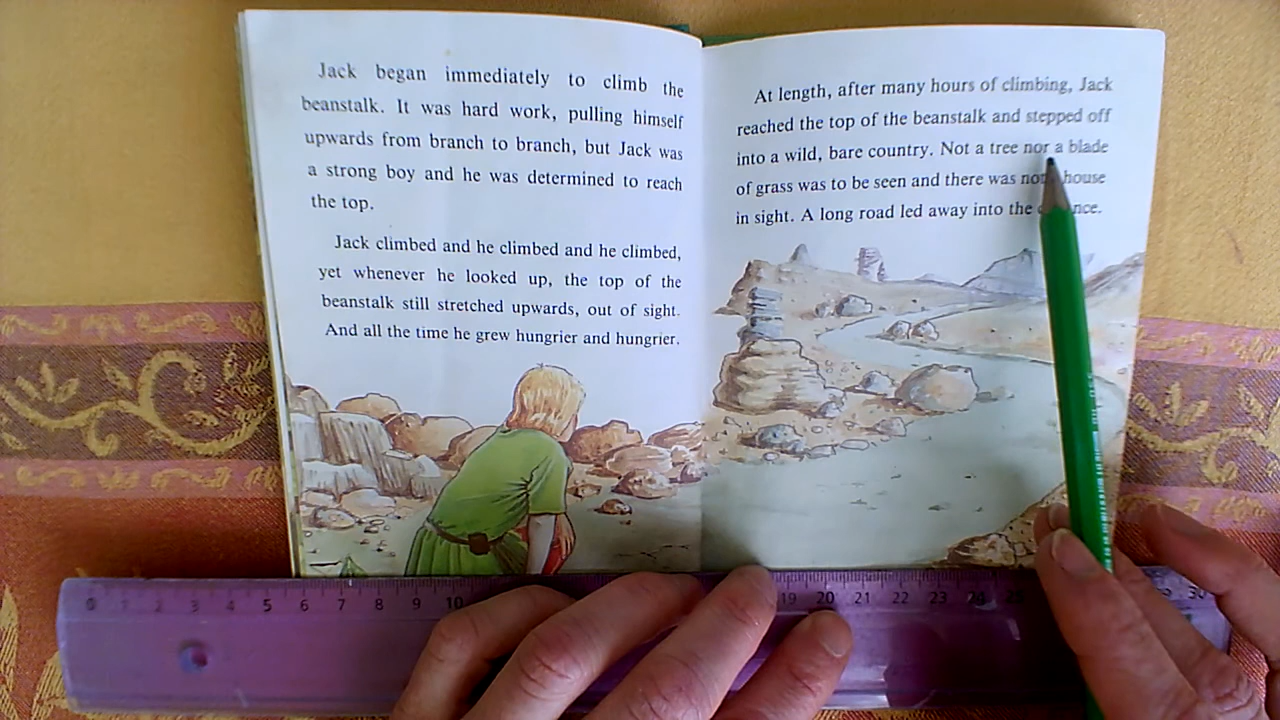 Jack began immediately to climb the
beanstalk. It was hard work, pulling himself
upwards from branch to branch, but Jack was
a strong boy and he was determined to reach
the top.
Jack climbed and he climbed and he climbed,
yet whenever he looked up, the top of the
beanstalk still stretched upwards, out of sight.
And all the time he grew hungrier and hungrier.
At length, after many hours of climbing, Jack
reached the top of the beanstalk and stepped off
into a wild, bare country. Not a tree nor a blade
of grass was to be seen and there was house
in sight. A long road led away into the
0 1 2 3 4 5 6 7 8 9 10 19 20 21 22 23 24 25 30